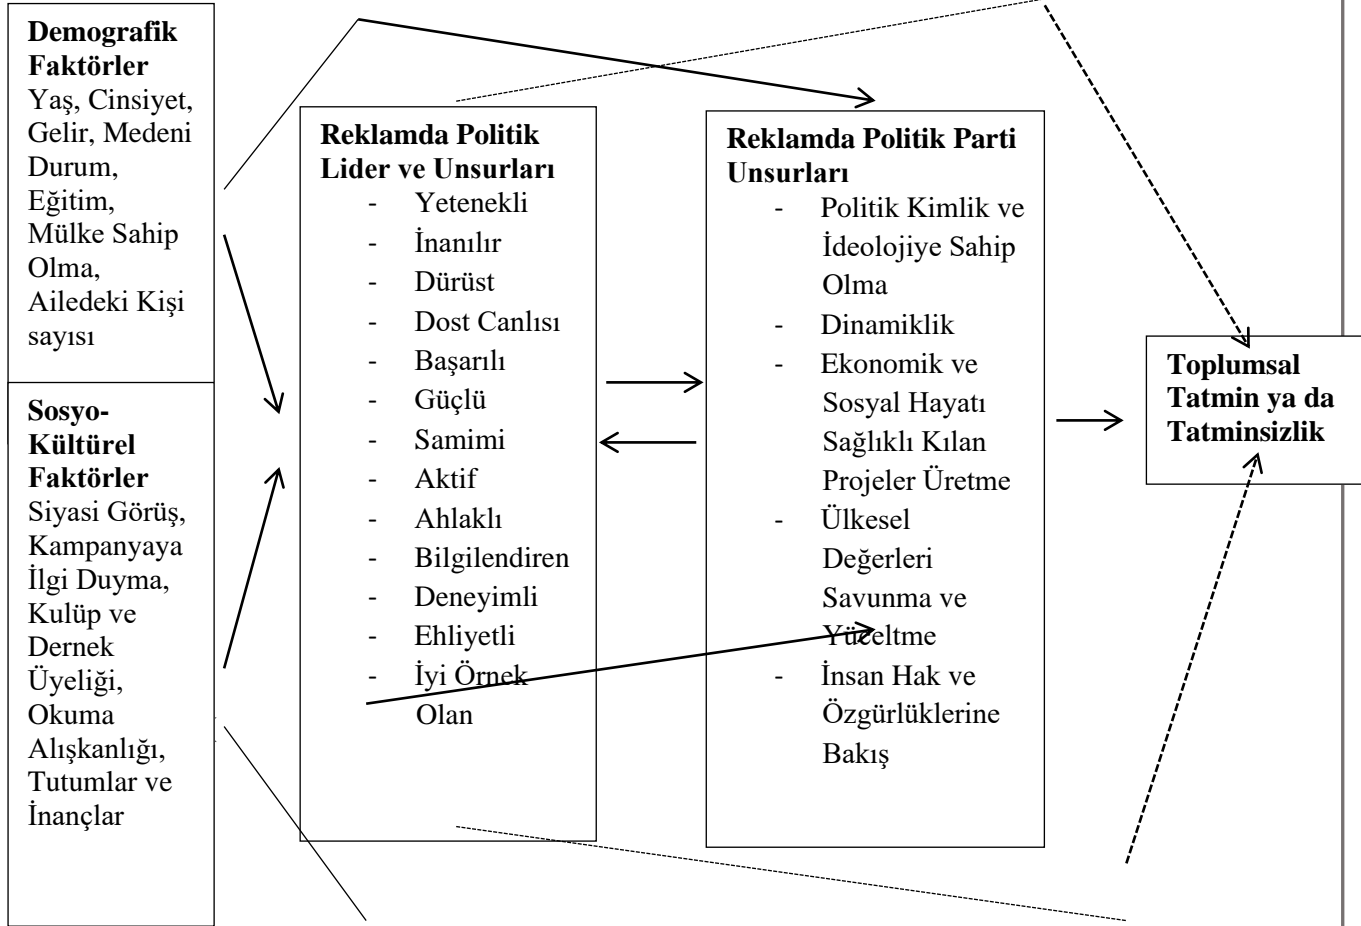 Demografik
Faktörler
Yaş, Cinsiyet,
Gelir, Medeni
Durum,
Eğitim,
Mülke Sahip
Olma,
Ailedeki Kişi
sayısı
Sosyo-
Kültürel
Faktörler
Siyasi Görüş,
Kampanyaya
İlgi Duyma,
Kulüp ve
Dernek
Üyeliği,
Okuma
Alışkanlığı,
Tutumlar ve
İnançlar
Reklamda Politik
Lider ve Unsurları
- Yetenekli
- İnanılır
- Dürüst
- Dost Canlısı
- Başarılı
- Güçlü
- Samimi
- Aktif
- Ahlaklı
- Bilgilendiren
- Deneyimli
- Ehliyetli
- İyi Örnek
Olan
Reklamda Politik Parti
Unsurları
- Politik Kimlik ve
İdeolojiye Sahip
Olma
- Dinamiklik
- Ekonomik ve
Sosyal Hayatı
Sağlıklı Kılan
Projeler Üretme
- Ülkesel
Değerleri
Savunma ve
Yüceltme
- İnsan Hak ve
Özgürlüklerine
Bakış
Toplumsal
Tatmin ya da
Tatminsizlik